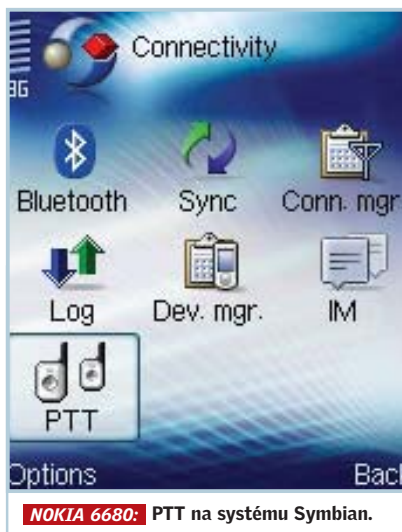 Connectivity
3G
Bluetooth Sync Conn. mgr
Log Dev. mgr. IM
PTT
Options Back
NOKIA 6680: PTT na systému Symbian.